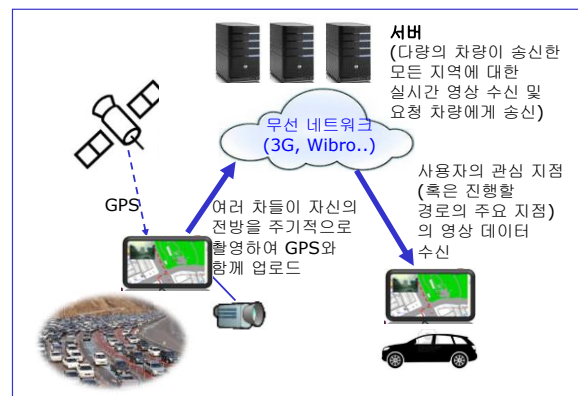 서버
(다량의 차량이 송신한
모든 지역에 대한
실시간 영상 수신 및
요청 차량에게 송신)
무선 네트워크
(3G, Wibro..)
사용자의 관심 지점
(혹은 진행할
경로의 주요 지점)
의 영상 데이터
수신
GPS
여러 차들이 자신의
전방을 주기적으로
촬영하여 GPS와
함께 업로드